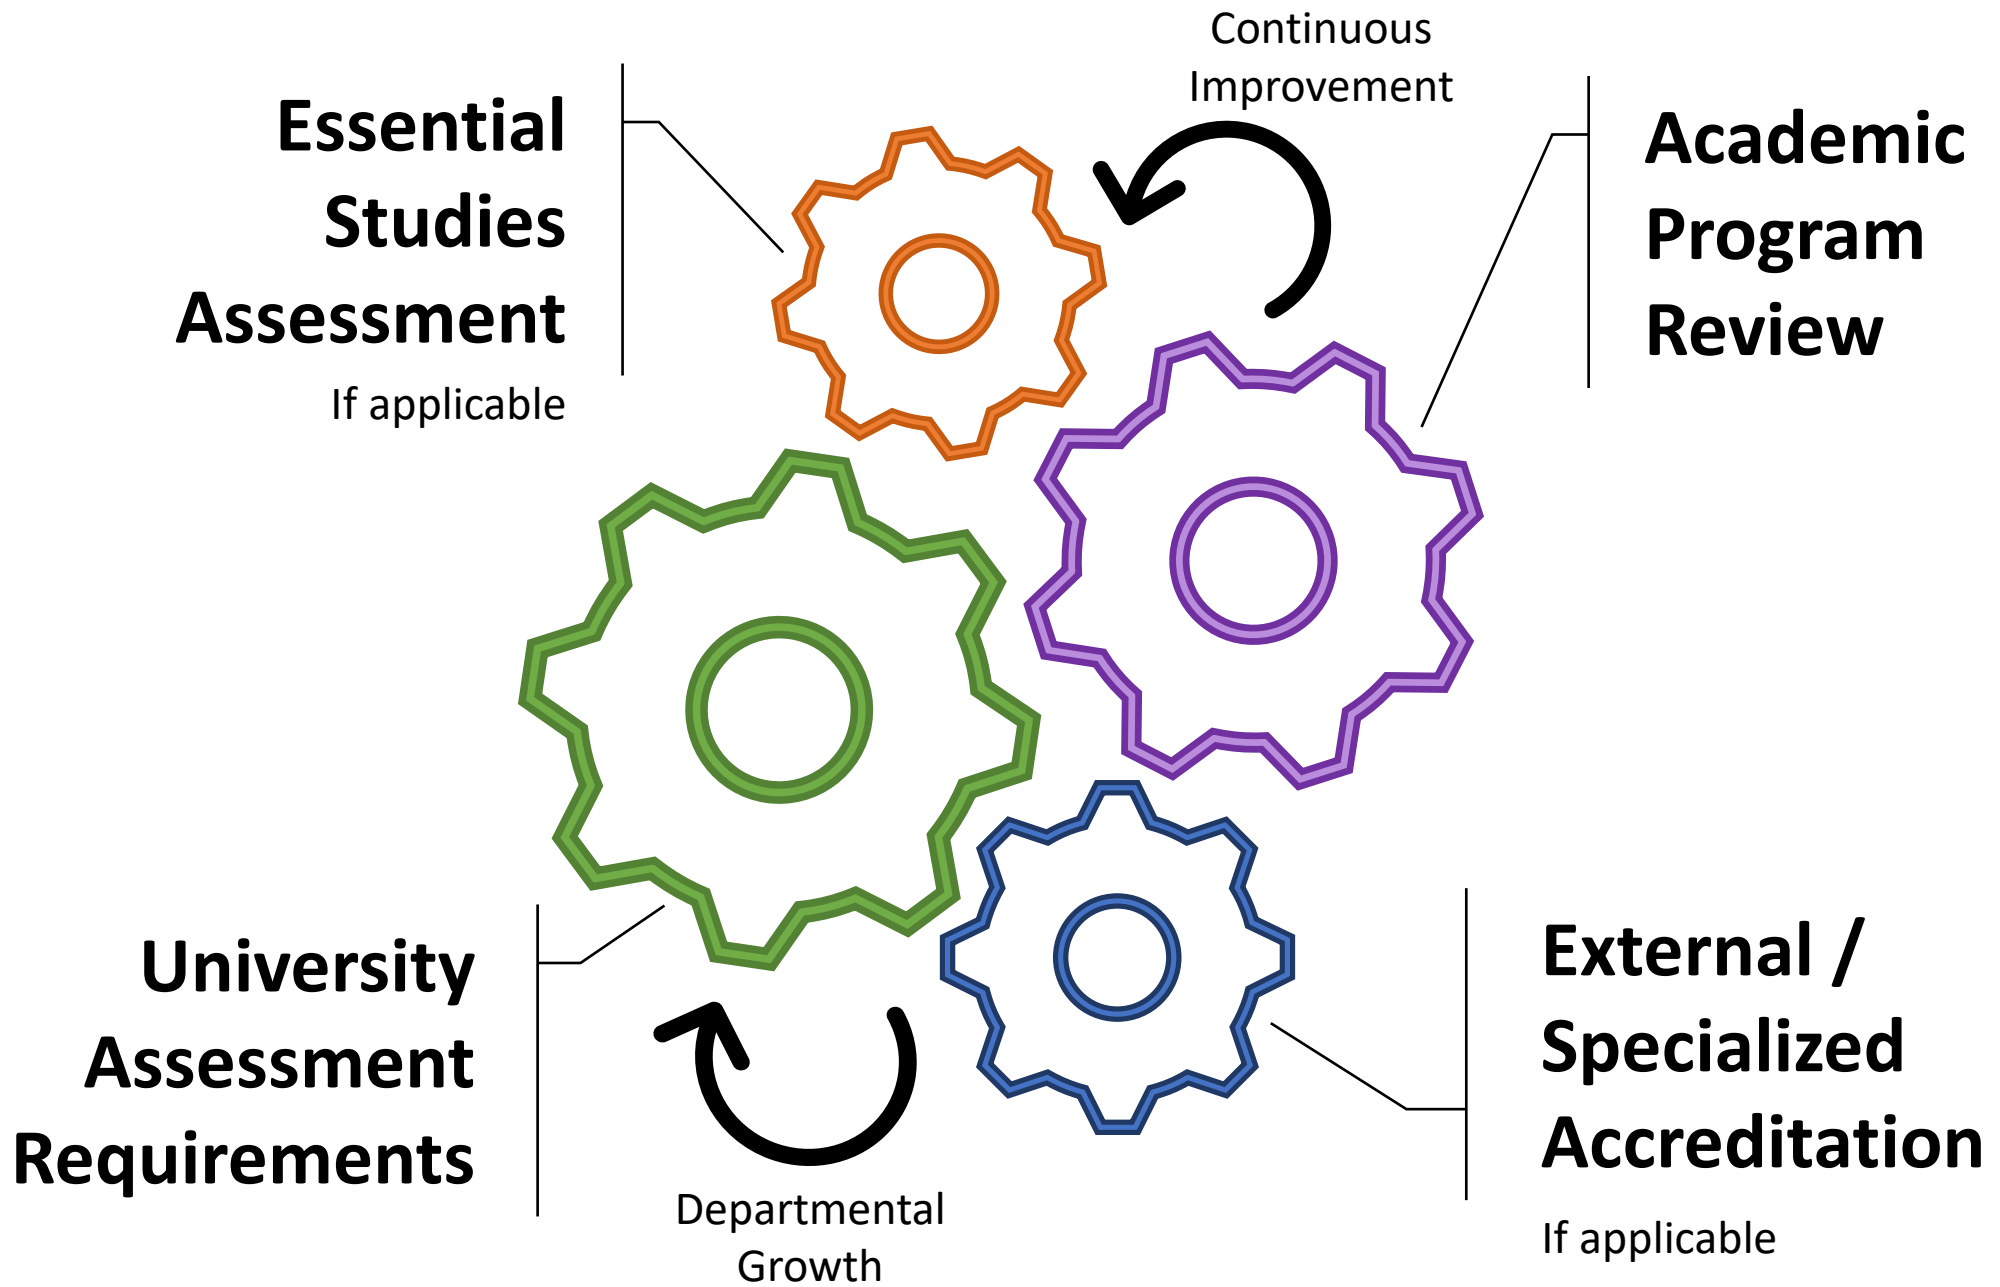 Continuous
Improvement
Essential
Studies
Assessment
If applicable
Academic
Program
Review
University
Assessment
Requirements
External /
Specialized
Accreditation
If applicable
Departmental
Growth